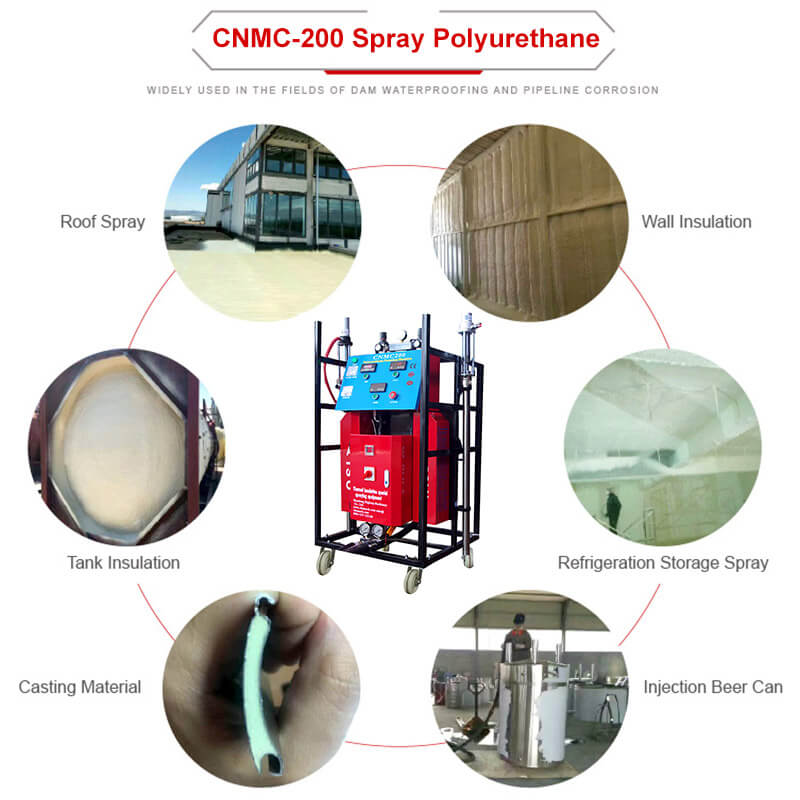 CNMC-200 Spray Polyurethane
WIDELY USED IN THE FIELDS OF DAM WATERPROOFING AND PIPELINE CORROSION
Roof Spray
Wall Insulation
CNMC200
Tank Insulation
Refrigeration Storage Spray
Casting Material
Injection Beer Can